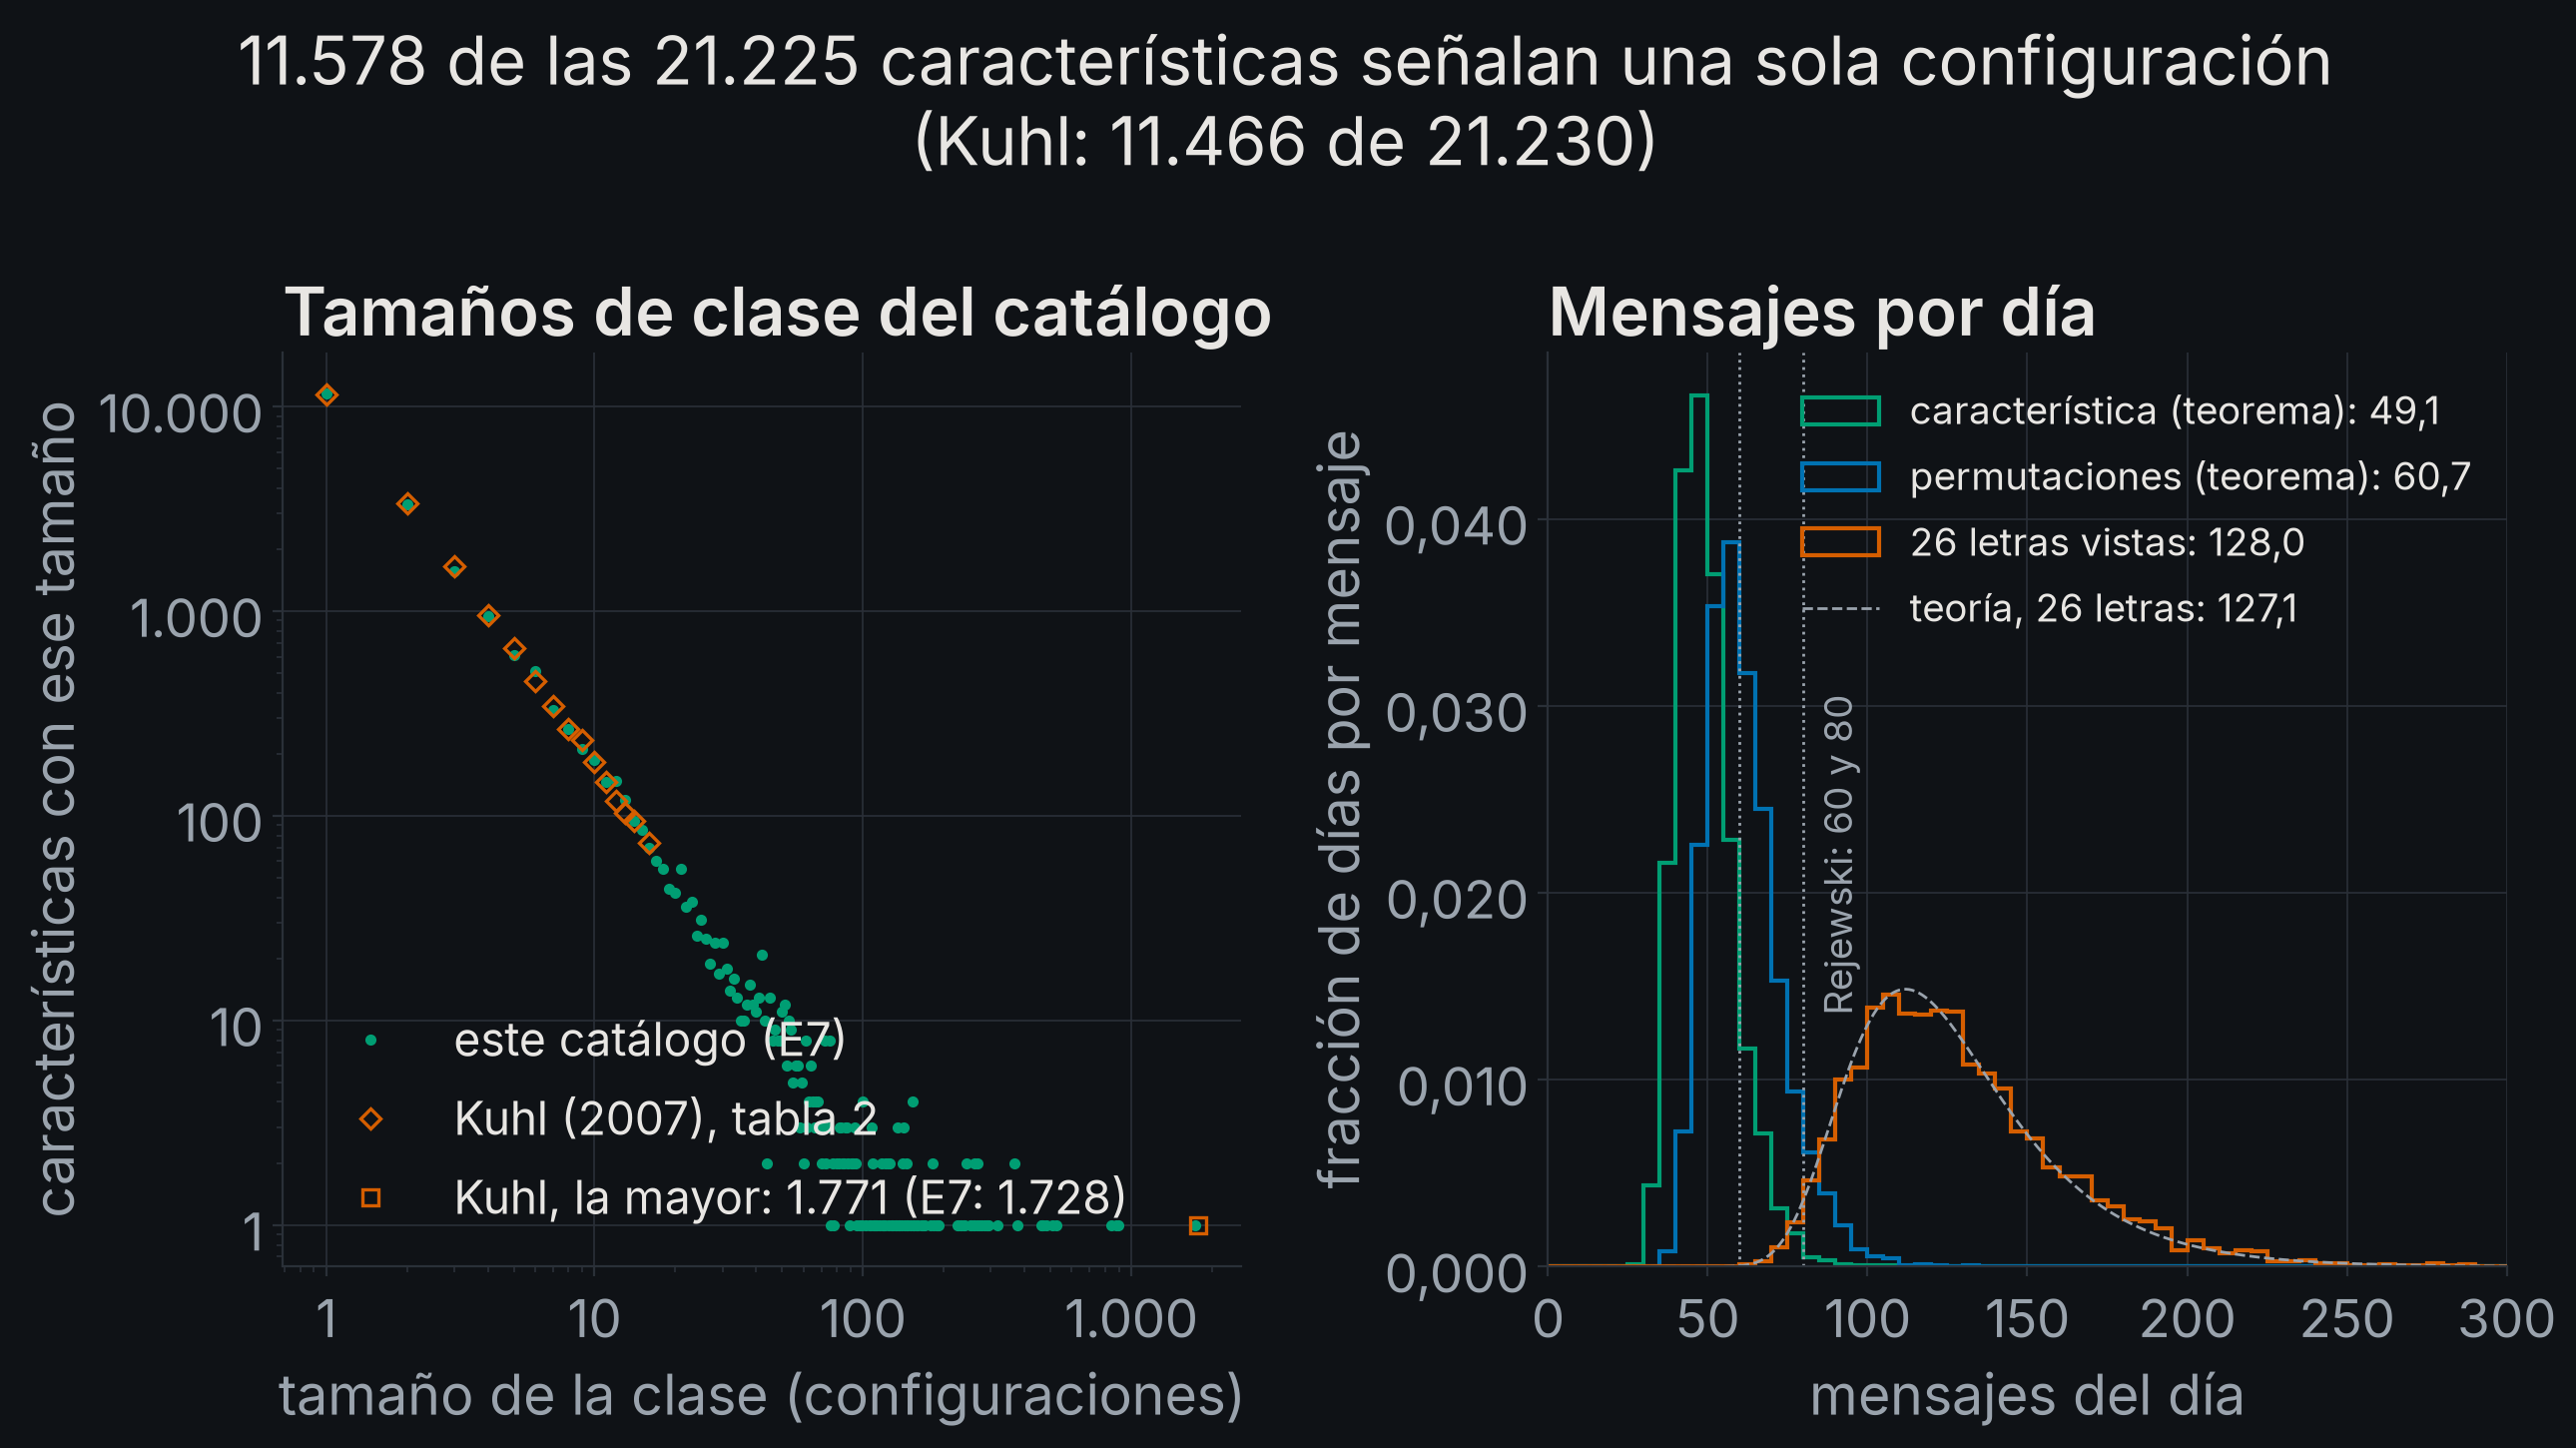 11.578 de las 21.225 características señalan una sola configuración
(Kuhl: 11.466 de 21.230)
Tamaños de clase del catálogo
características con ese tamaño
10.000
1.000
100
10
1
este catálogo (E7)
Kuhl (2007), tabla 2
Kuhl, la mayor: 1.771 (E7: 1.728)
1
10
100
1.000
tamaño de la clase (configuraciones)
Mensajes por día
fracción de días por mensaje
0,040
0,030
0,020
0,010
0,000
característica (teorema): 49,1
permutaciones (teorema): 60,7
26 letras vistas: 128,0
teoría, 26 letras: 127,1
Rejewski: 60 y 80
0
50
100
150
200
250
300
mensajes del día